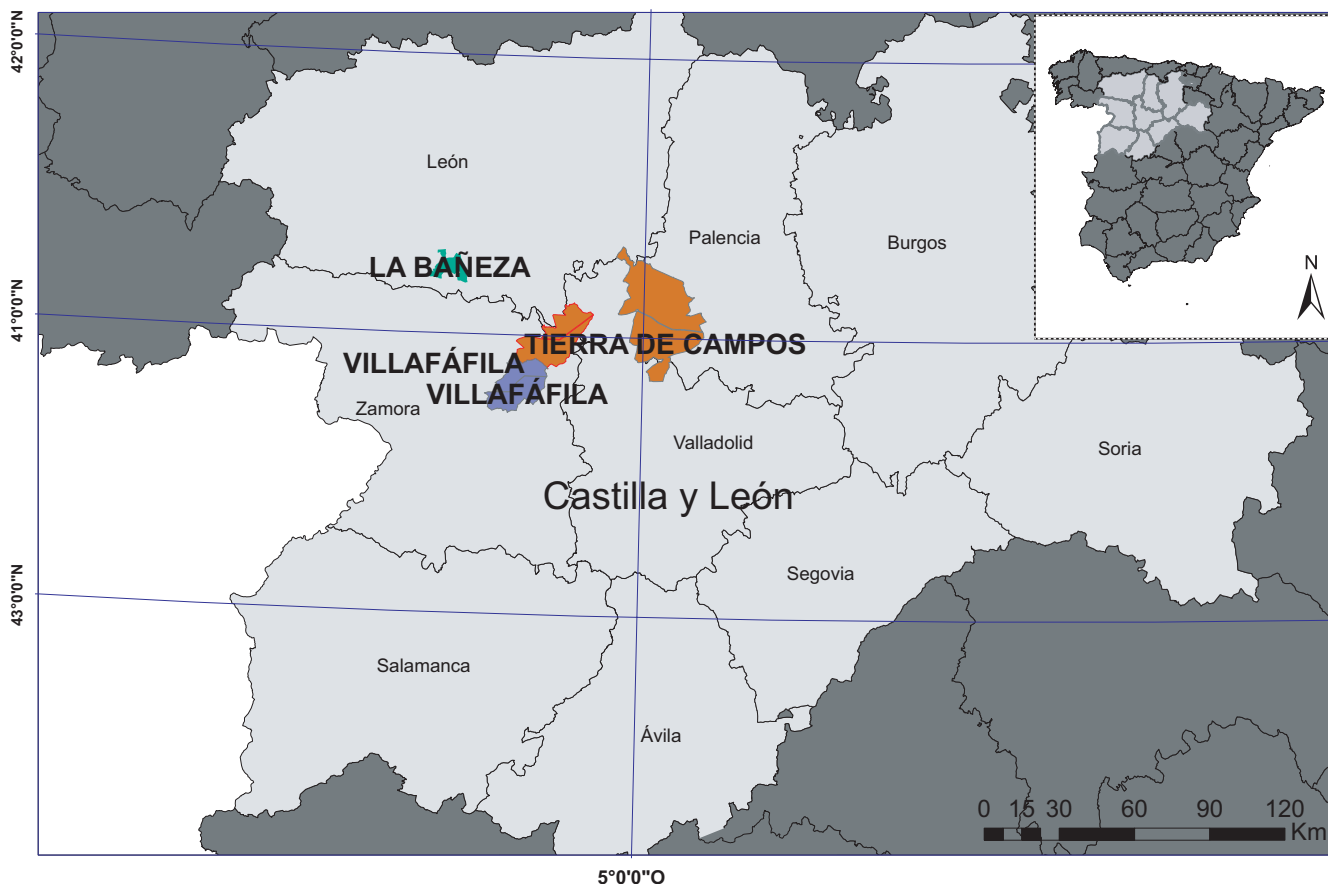 42°0'0"N
41°0'0"N
43°0'0"N
León
Palencia
Burgos
LA BAÑEZA
TIERRA DE CAMPOS
VILLAFÁFILA
VILLAFÁFILA
Zamora
Valladolid
Soria
Castilla y León
Segovia
Salamanca
Ávila
N
0 15 30 60 90 120
Km
5°0'0"O